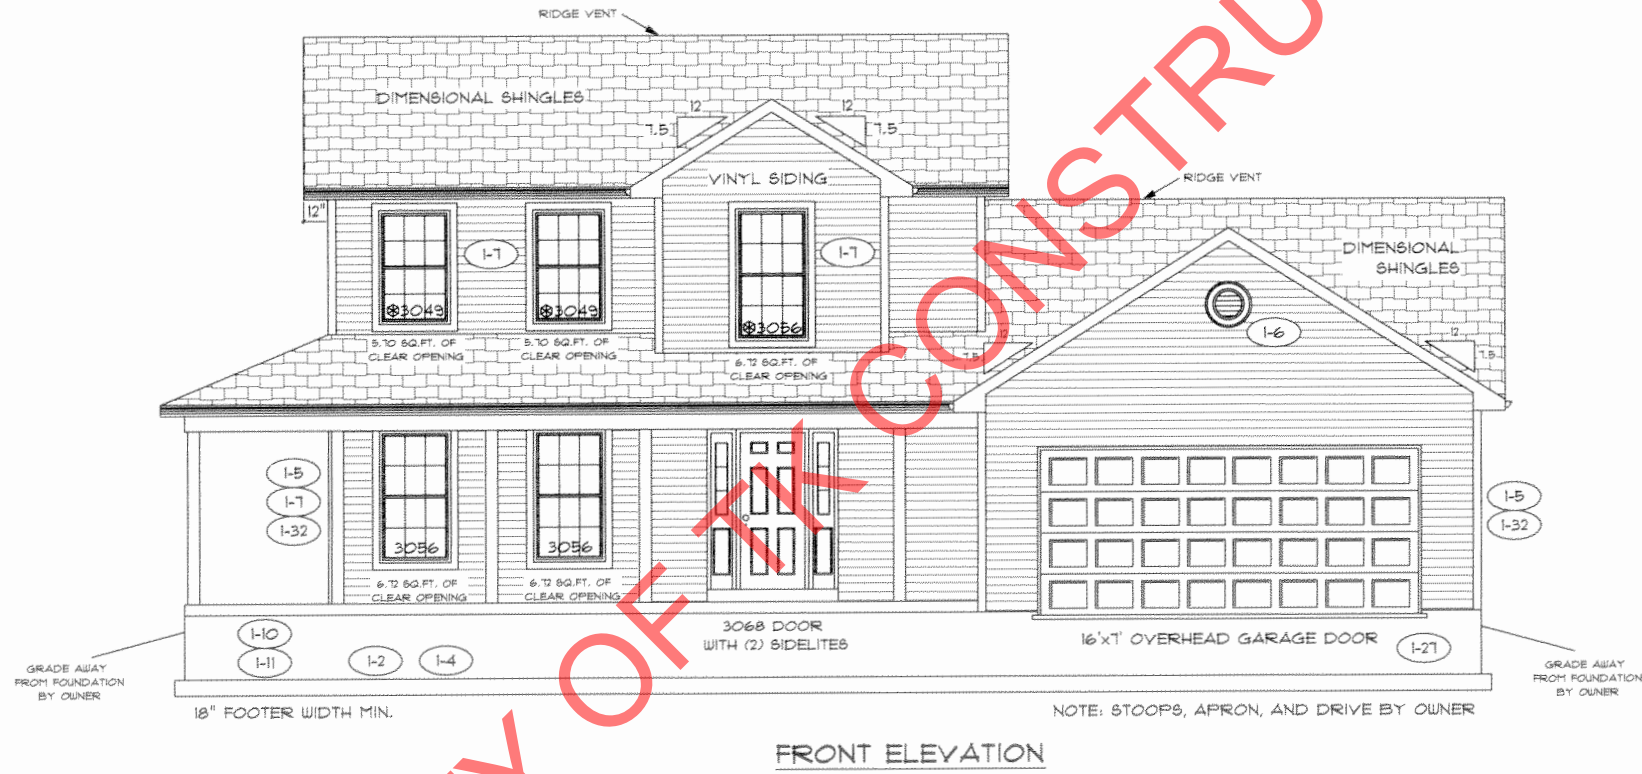 RIDGE VENT
DIMENSIONAL SHINGLES
12
12
7.5
7.5
VINYL SIDING
RIDGE VENT
12"
DIMENSIONAL
SHINGLES
1-7
1-7
3049
3049
3056
1-6
5.70 SQ.FT. OF
CLEAR OPENING
5.70 SQ.FT. OF
CLEAR OPENING
6.72 SQ.FT. OF
CLEAR OPENING
12
7.5
12
7.5
1-5
1-7
1-32
1-5
1-32
3056
3056
6.72 SQ.FT. OF
CLEAR OPENING
6.72 SQ.FT. OF
CLEAR OPENING
3068 DOOR
WITH (2) SIDELITES
16'x7' OVERHEAD GARAGE DOOR
1-27
1-10
1-11
1-2
1-4
GRADE AWAY
FROM FOUNDATION
BY OWNER
GRADE AWAY
FROM FOUNDATION
BY OWNER
18" FOOTER WIDTH MIN.
NOTE: STOOPS, APRON, AND DRIVE BY OWNER
FRONT ELEVATION
OF TK CONSTRU